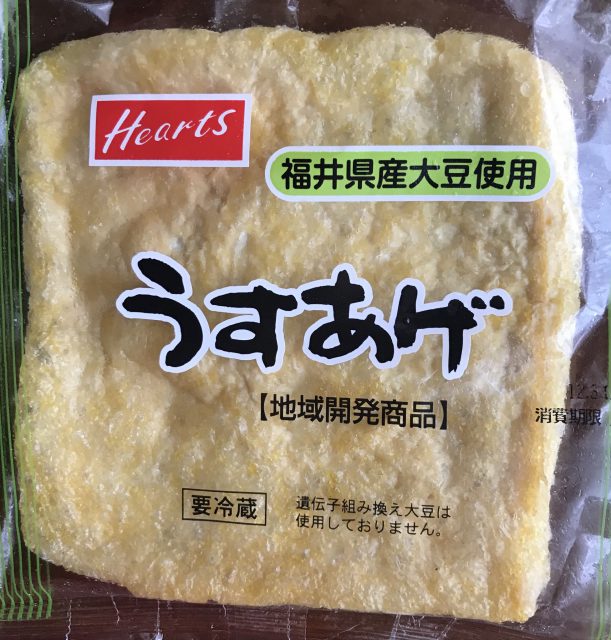 Hearts
福井県産大豆使用
うすあげ
【地域開発商品】
消費期限
要冷蔵
遺伝子組み換え大豆は
使用しておりません。